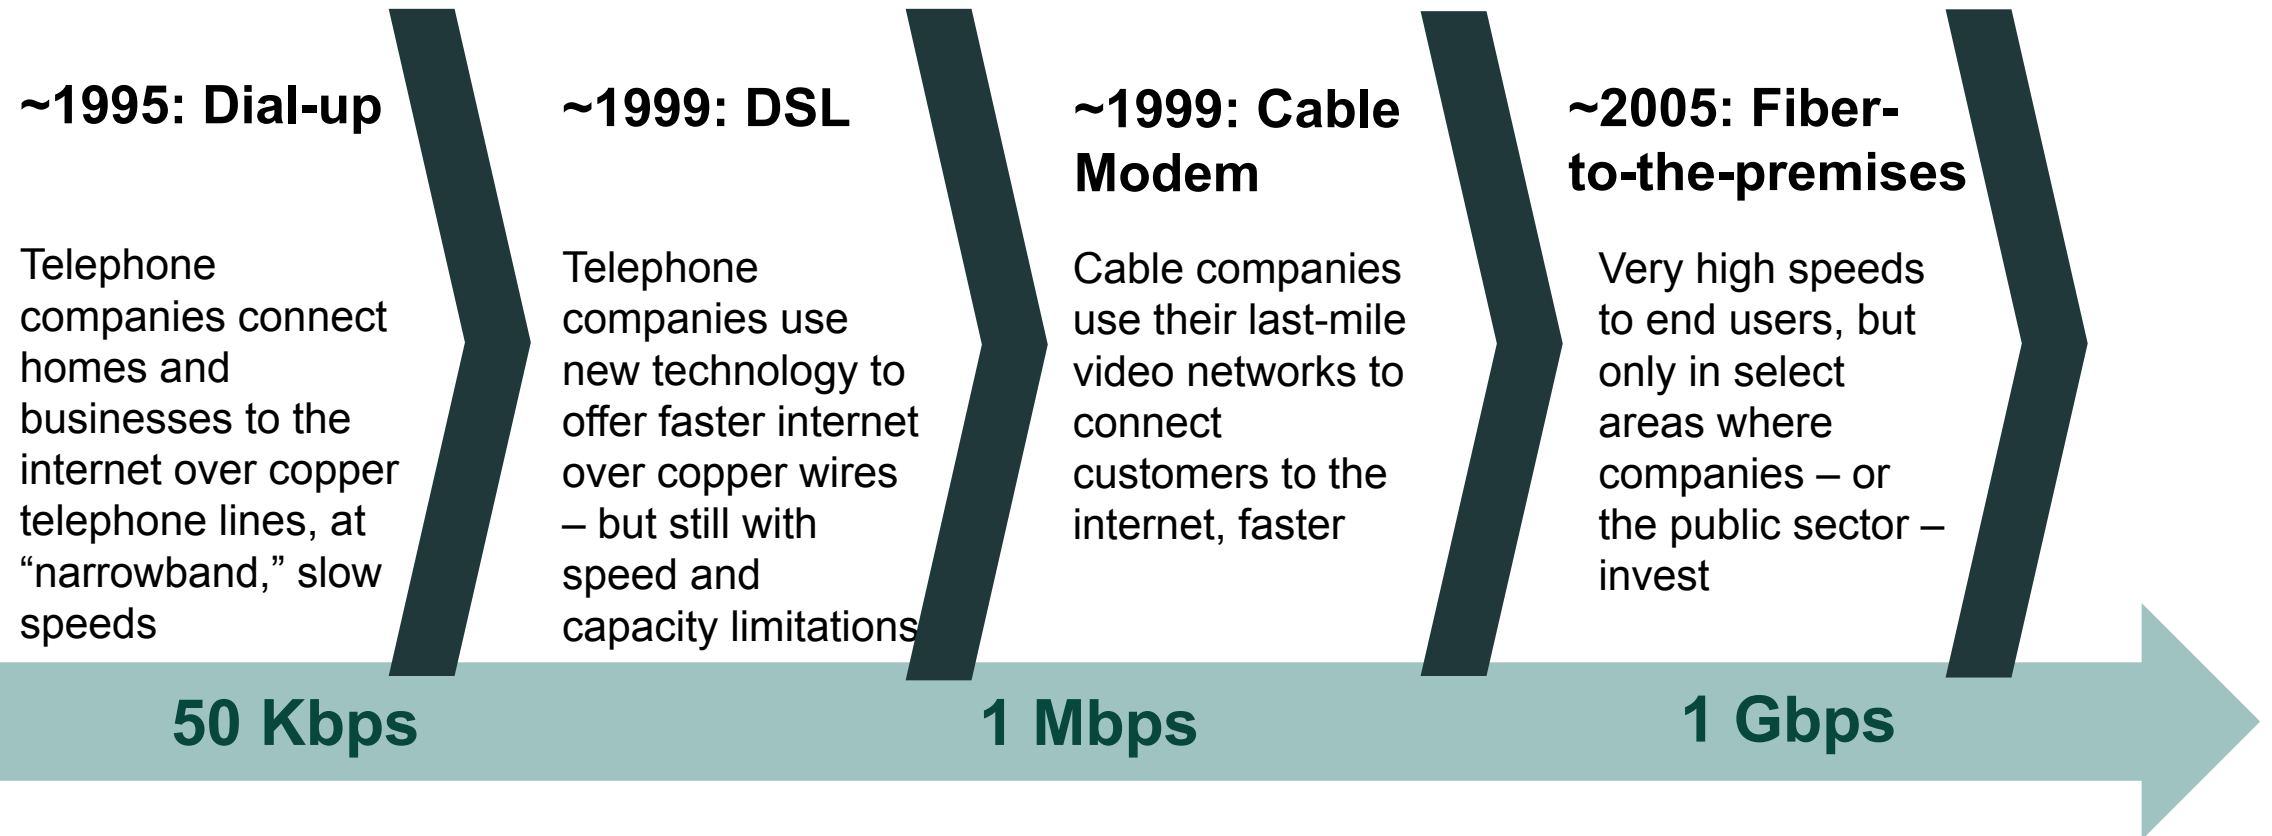 ~1995: Dial-up
Telephone
companies connect
homes and
businesses to the
internet over copper
telephone lines, at
“narrowband,” slow
speeds
~1999: DSL
Telephone
companies use
new technology to
offer faster internet
over copper wires
– but still with
speed and
capacity limitations
~1999: Cable
Modem
Cable companies
use their last-mile
video networks to
connect
customers to the
internet, faster
~2005: Fiber-
to-the-premises
Very high speeds
to end users, but
only in select
areas where
companies – or
the public sector –
invest
50 Kbps
1 Mbps
1 Gbps